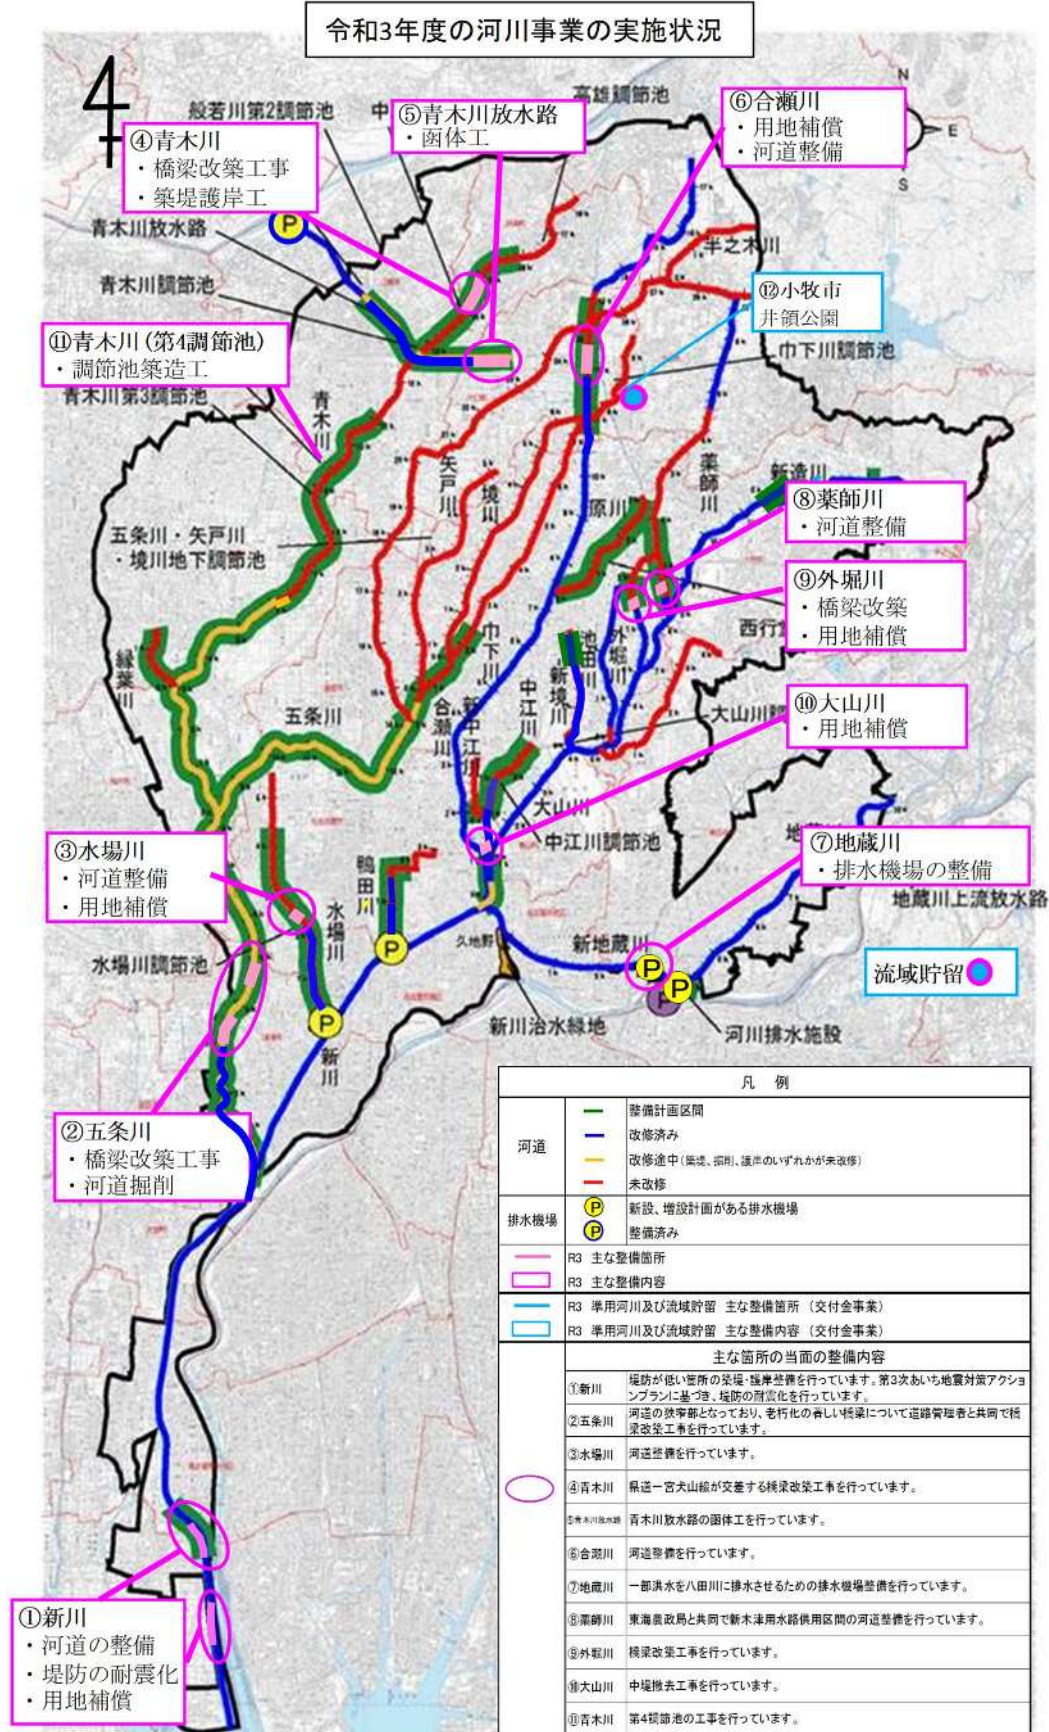 令和3年度の河川事業の実施状況
N
E
S
般若川第2調節池
中
高雄調節池
④青木川
・橋梁改築工事
・築堤護岸工
⑤青木川放水路
・函体工
⑥合瀬川
・用地補償
・河道整備
青木川放水路
P
半之木川
青木川調節池
⑫小牧市
井領公園
⑪青木川(第4調節池)
・調節池築造工
巾下川調節池
青木川第3調節池
青木川
矢戸川
境川
薬師川
新造川
原川
⑧薬師川
・河道整備
五条川・矢戸川
・境川地下調節池
⑨外堀川
・橋梁改築
・用地補償
西行
縁葉川
巾下川
池田川
外堀川
新境川
中江川
五条川
合瀬川
新中江川
大山川
⑩大山川
・用地補償
大山川
中江川調節池
③水場川
・河道整備
・用地補償
鴨田川
⑦地蔵川
・排水機場の整備
地蔵川上流放水路
水場川
久地野
新地蔵川
P
P
P
P
P
流域貯留
水場川調節池
新川治水緑地
河川排水施設
新川
②五条川
・橋梁改築工事
・河道掘削
①新川
・河道の整備
・堤防の耐震化
・用地補償
凡 例
河道
整備計画区間
改修済み
改修途中(築堤、掘削、護岸のいずれかが未改修)
未改修
排水機場
P 新設、増設計画がある排水機場
P 整備済み
R3 主な整備箇所
R3 主な整備内容
R3 準用河川及び流域貯留 主な整備箇所 (交付金事業)
R3 準用河川及び流域貯留 主な整備内容 (交付金事業)
主な箇所の当面の整備内容
①新川 堤防が低い箇所の築堤・護岸整備を行っています。第3次あいち地震対策アクショ
ンプランに基づき、堤防の耐震化を行っています。
②五条川 河道の狭窄部となっており、老朽化の著しい橋梁について道路管理者と共同で橋
梁改築工事を行っています。
③水場川 河道整備を行っています。
④青木川 県道一宮犬山線が交差する橋梁改築工事を行っています。
⑤青木川放水路 青木川放水路の函体工を行っています。
⑥合瀬川 河道整備を行っています。
⑦地蔵川 一部洪水を八田川に排水させるための排水機場整備を行っています。
⑧薬師川 東海農政局と共同で新木津用水路供用区間の河道整備を行っています。
⑨外堀川 橋梁改築工事を行っています。
⑩大山川 中堤撤去工事を行っています。
⑪青木川 第4調節池の工事を行っています。